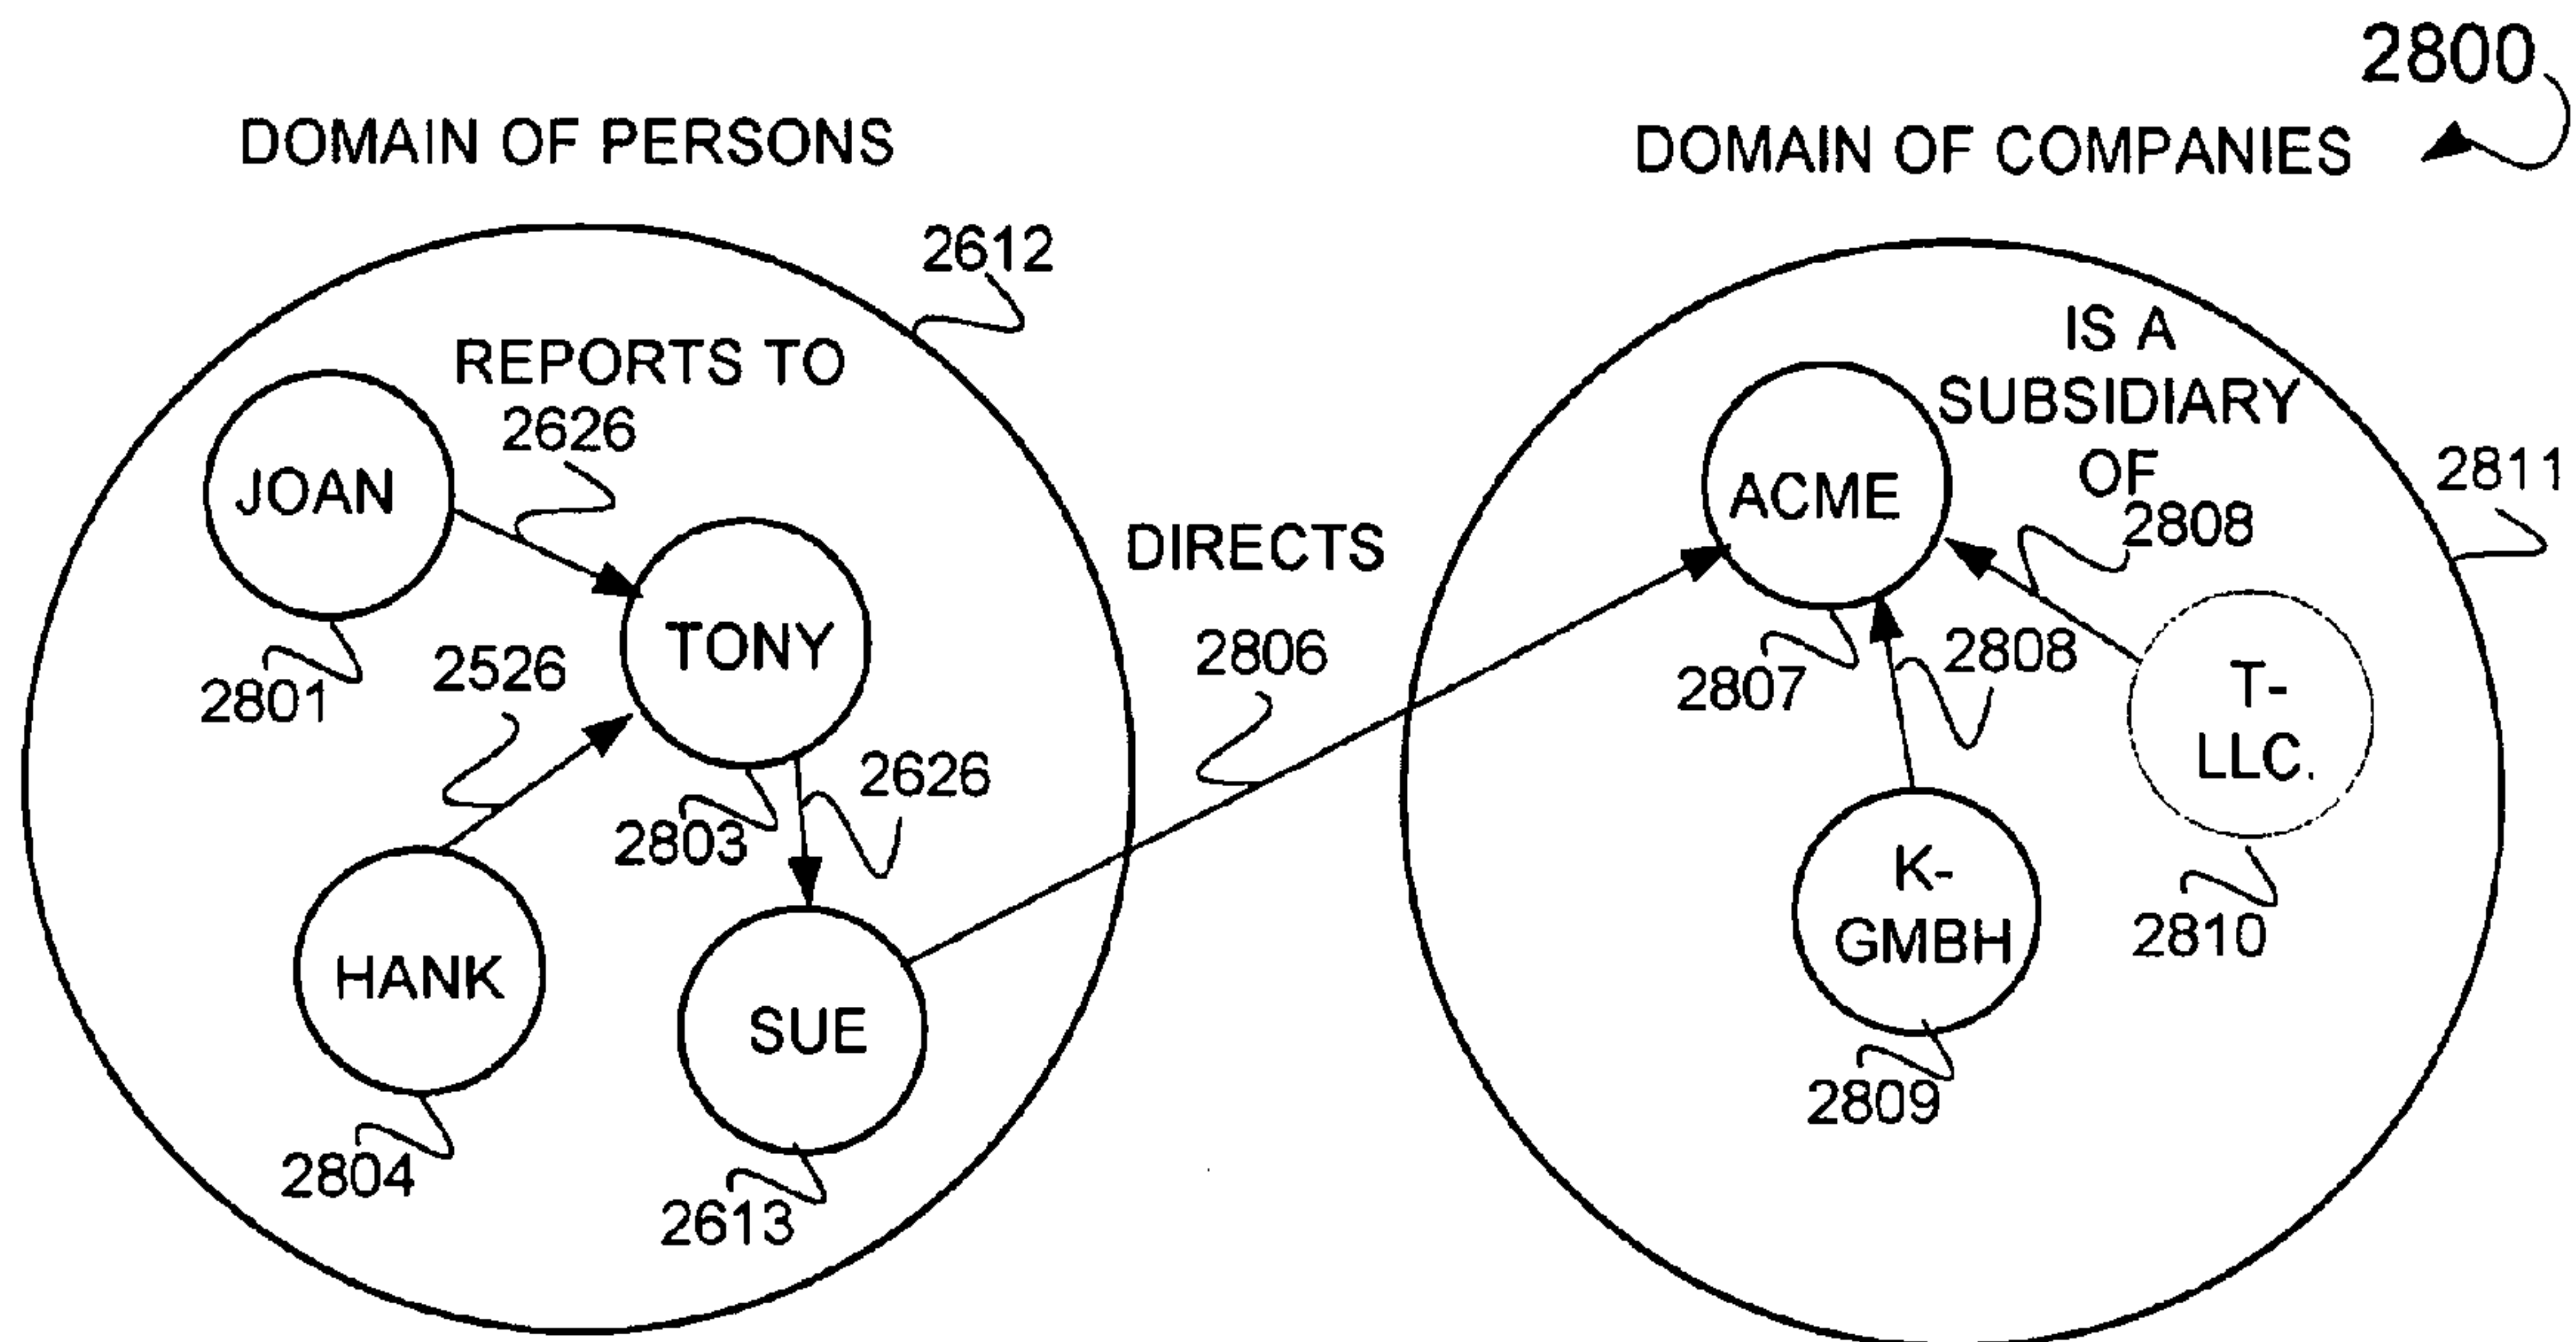 2800
DOMAIN OF PERSONS
DOMAIN OF COMPANIES
2612
REPORTS TO
2626
JOAN
2801
TONY
2526
2803
2626
HANK
2804
SUE
2613
DIRECTS
2806
IS A
SUBSIDIARY
OF
2808
2811
ACME
2807
2808
T-
LLC.
2810
K-
GMBH
2809